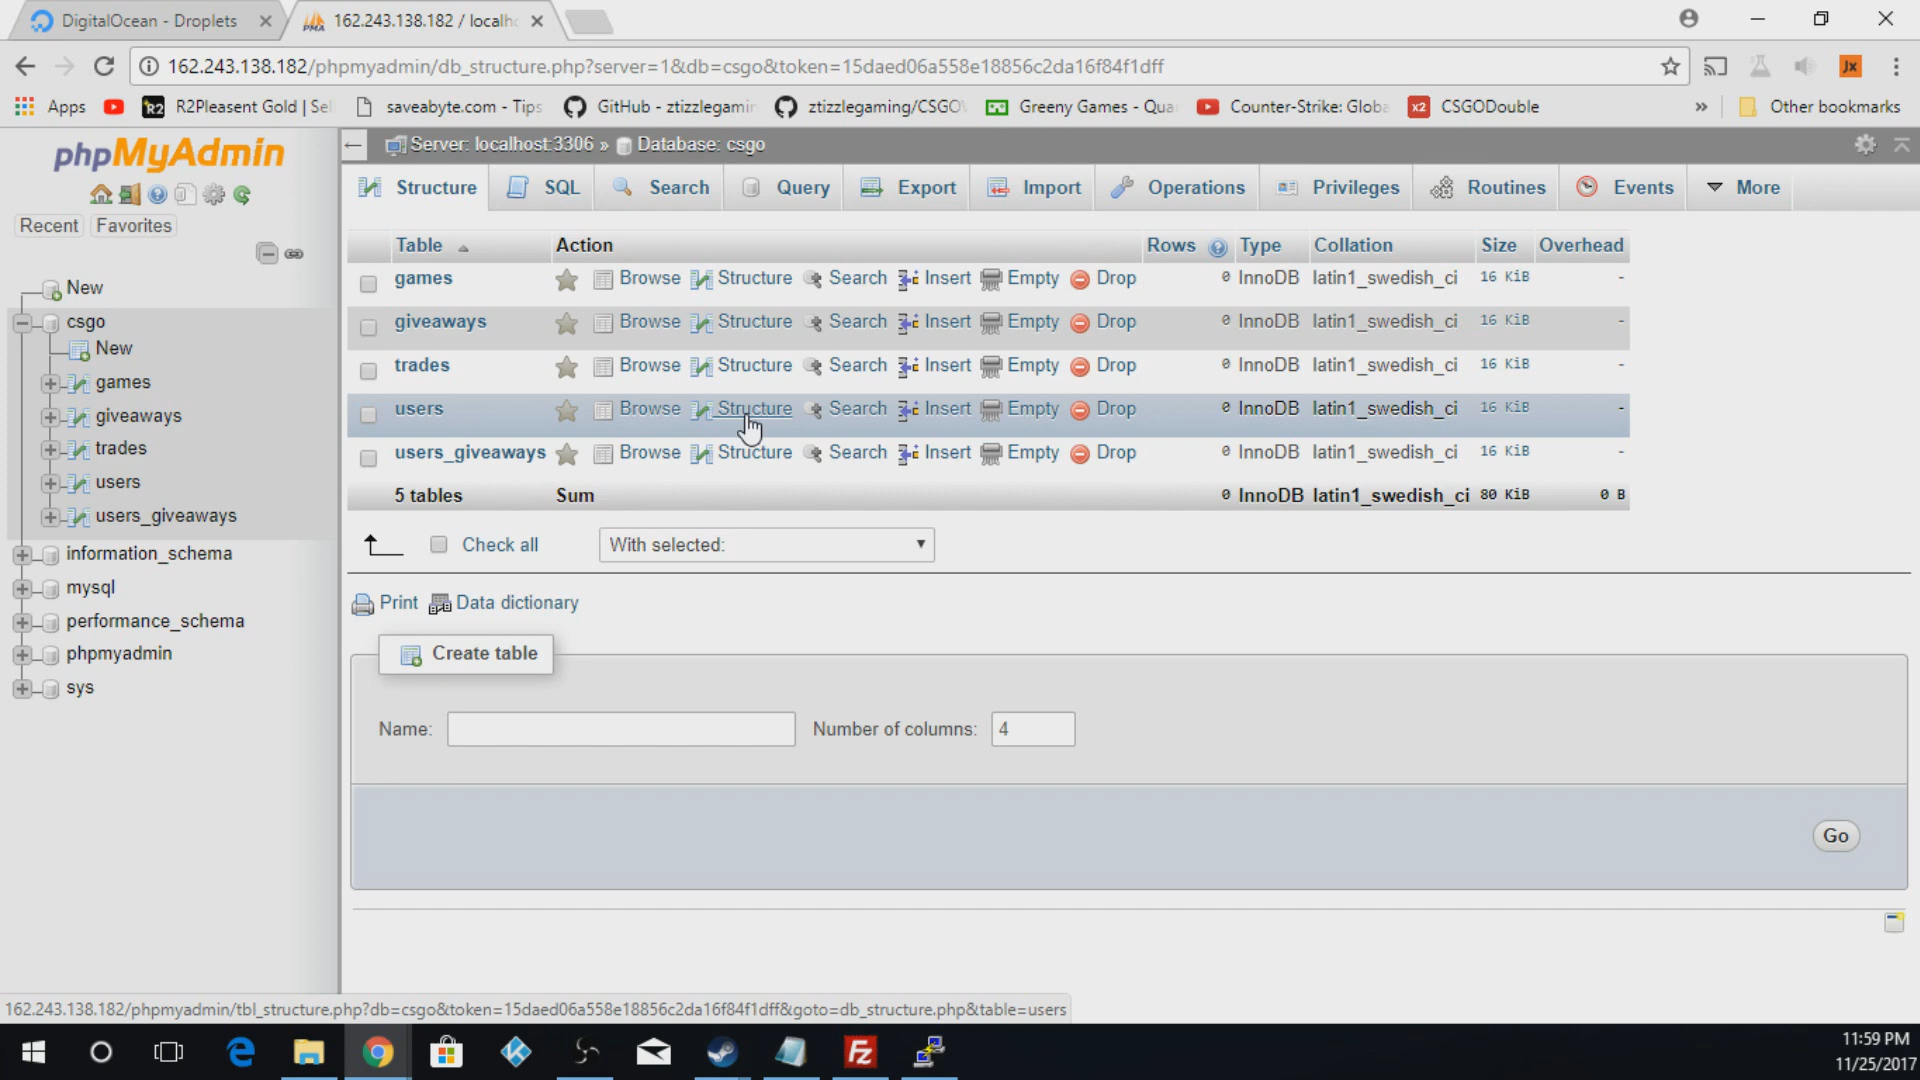 DigitalOcean - Droplets
162.243.138.182 / localh
162.243.138.182/phpmyadmin/db_structure.php?server=1&db=csgo&token=15daed06a558e18856c2da16f84f1dff
Apps R2Pleasent Gold | Se saveabyte.com - Tips GitHub - ztizzlegamin ztizzlegaming/CSGO Greeny Games - Qua Counter-Strike: Globa x2 CSGODouble » Other bookmarks
phpMyAdmin
Recent Favorites
New
csgo
New
games
giveaways
trades
users
users_giveaways
information_schema
mysql
performance_schema
phpmyadmin
sys
Server: localhost:3306 » Database: csgo
Structure SQL Search Query Export Import Operations Privileges Routines Events More
Table Action Rows Type Collation Size Overhead
games Browse Structure Search Insert Empty Drop 0 InnoDB latin1_swedish_ci 16 KiB -
giveaways Browse Structure Search Insert Empty Drop 0 InnoDB latin1_swedish_ci 16 KiB -
trades Browse Structure Search Insert Empty Drop 0 InnoDB latin1_swedish_ci 16 KiB -
users Browse Structure Search Insert Empty Drop 0 InnoDB latin1_swedish_ci 16 KiB -
users_giveaways Browse Structure Search Insert Empty Drop 0 InnoDB latin1_swedish_ci 16 KiB -
5 tables Sum 0 InnoDB latin1_swedish_ci 80 KiB 0 B
Check all With selected:
Print Data dictionary
Create table
Name: Number of columns: 4
Go
162.243.138.182/phpmyadmin/tbl_structure.php?db=csgo&token=15daed06a558e18856c2da16f84f1dff&goto=db_structure.php&table=users
11:59 PM
11/25/2017